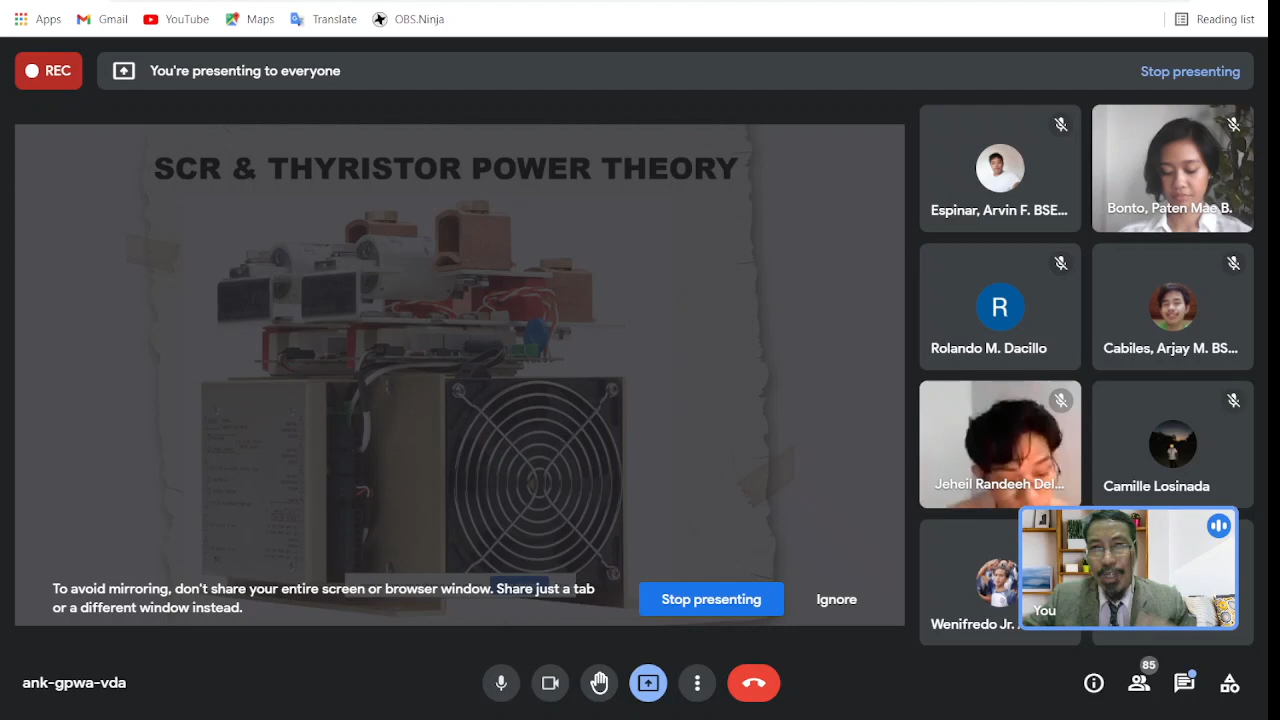 Apps Gmail YouTube Maps Translate OBS.Ninja Reading list
REC You're presenting to everyone Stop presenting
SCR & THYRISTOR POWER THEORY
To avoid mirroring, don't share your entire screen or browser window. Share just a tab
or a different window instead.
Stop presenting Ignore
Espinar, Arvin F. BSE...
Bonto, Paten Mae B.
R
Rolando M. Dacillo
Cabiles, Arjay M. BS...
Jeheil Randeeh Del...
Camille Losinada
Wenifredo Jr.
You
ank-gpwa-vda
85